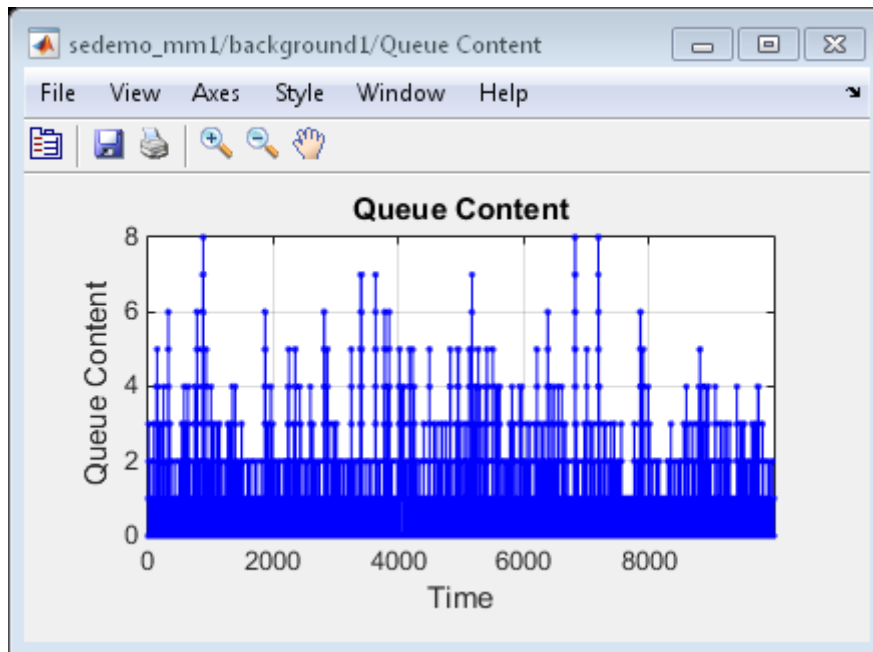 sedemo_mm1/background1/Queue Content
File View Axes Style Window Help
Queue Content
Queue Content
8
6
4
2
0
0 2000 4000 6000 8000
Time